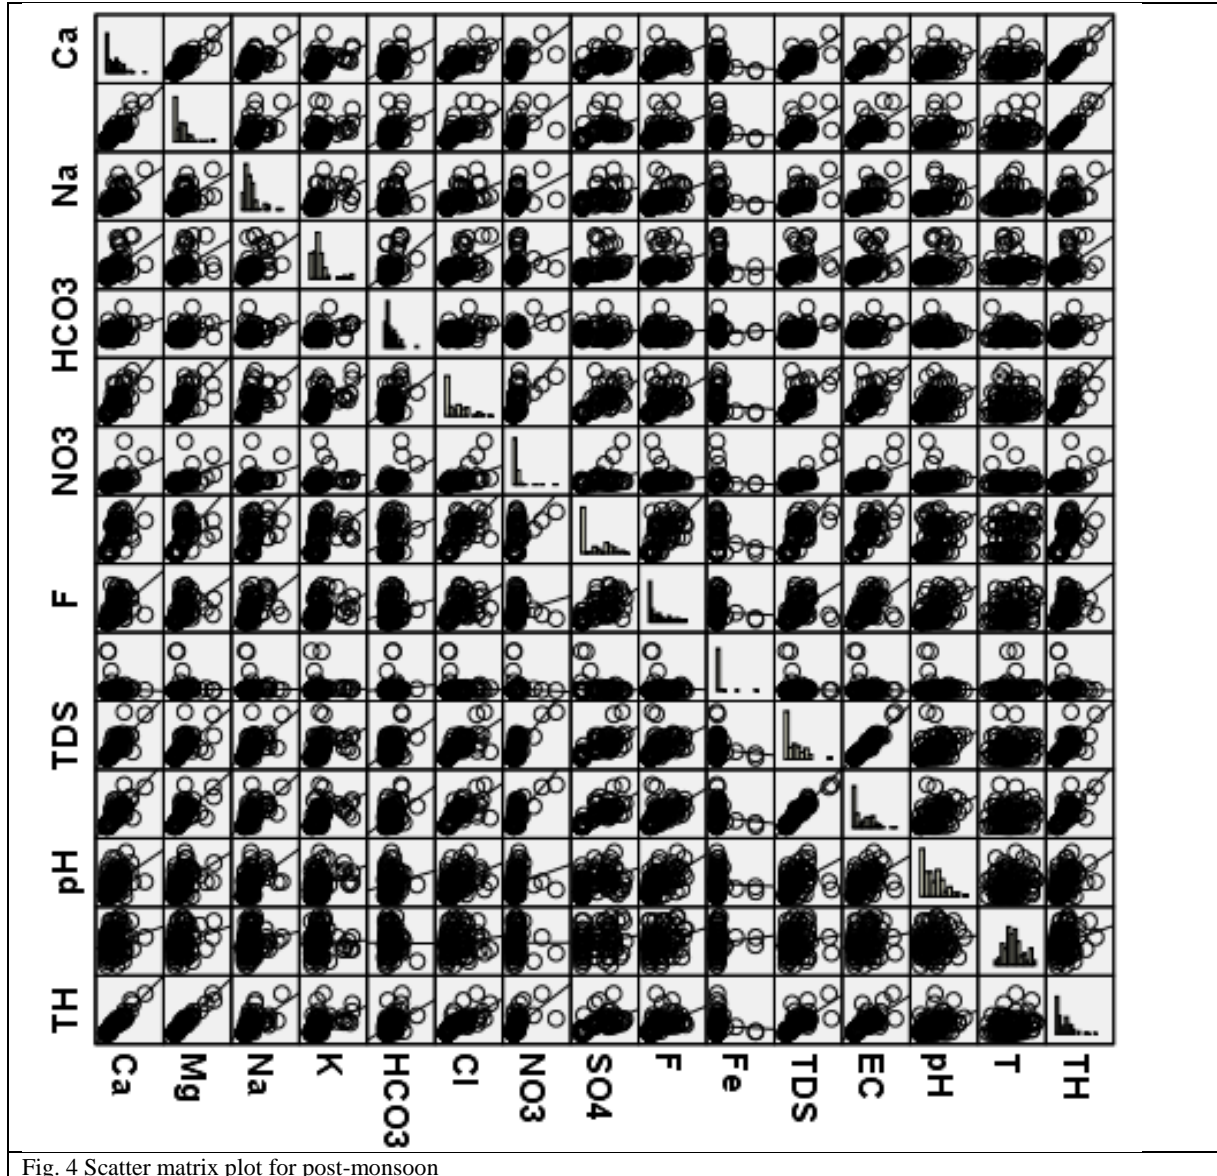 Ca
Na
HCO3
NO3
F
TDS
pH
TH
Ca Mg Na K HCO3 Cl NO3 SO4 F Fe TDS EC pH T TH
Fig. 4 Scatter matrix plot for post-monsoon